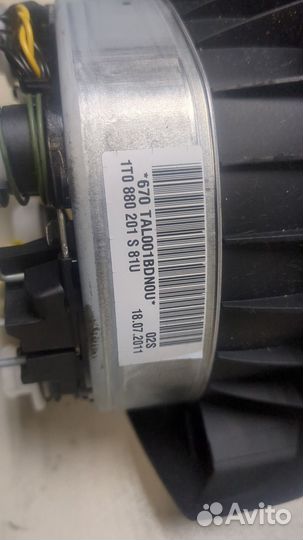 *670 TAL001BDN0U*
1T0 880 201 S 81U
02S
18.07.2011
Avito